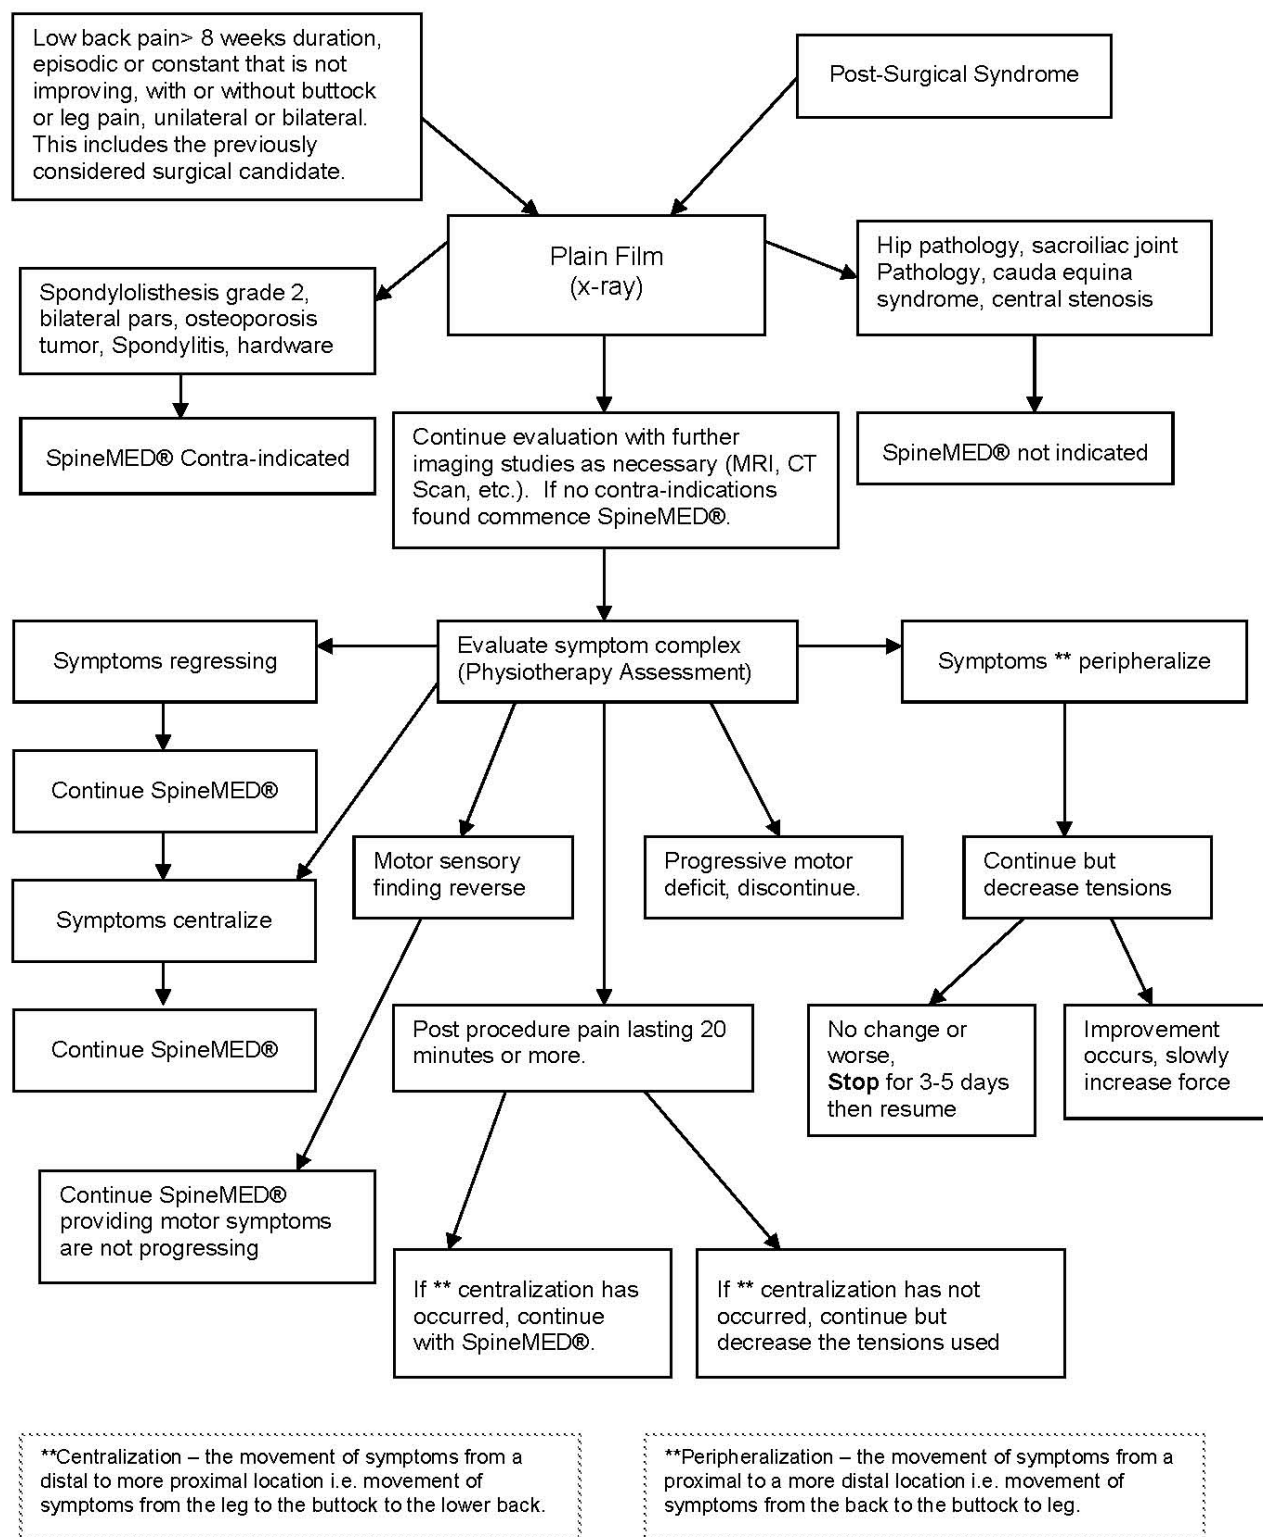 Low back pain> 8 weeks duration,
episodic or constant that is not
improving, with or without buttock
or leg pain, unilateral or bilateral.
This includes the previously
considered surgical candidate.
Post-Surgical Syndrome
Plain Film
(x-ray)
Hip pathology, sacroiliac joint
Pathology, cauda equina
syndrome, central stenosis
Spondylolisthesis grade 2,
bilateral pars, osteoporosis
tumor, Spondylitis, hardware
SpineMED® Contra-indicated
Continue evaluation with further
imaging studies as necessary (MRI, CT
Scan, etc.).  If no contra-indications
found commence SpineMED®.
SpineMED® not indicated
Symptoms regressing
Evaluate symptom complex
(Physiotherapy Assessment)
Symptoms ** peripheralize
Continue SpineMED®
Motor sensory
finding reverse
Progressive motor
deficit, discontinue.
Continue but
decrease tensions
Symptoms centralize
Continue SpineMED®
Post procedure pain lasting 20
minutes or more.
No change or
worse,
Stop for 3-5 days
then resume
Improvement
occurs, slowly
increase force
Continue SpineMED®
providing motor symptoms
are not progressing
If ** centralization has
occurred, continue
with SpineMED®.
If ** centralization has not
occurred, continue but
decrease the tensions used
**Centralization – the movement of symptoms from a
distal to more proximal location i.e. movement of
symptoms from the leg to the buttock to the lower back.
**Peripheralization – the movement of symptoms from a
proximal to a more distal location i.e. movement of
symptoms from the back to the buttock to leg.